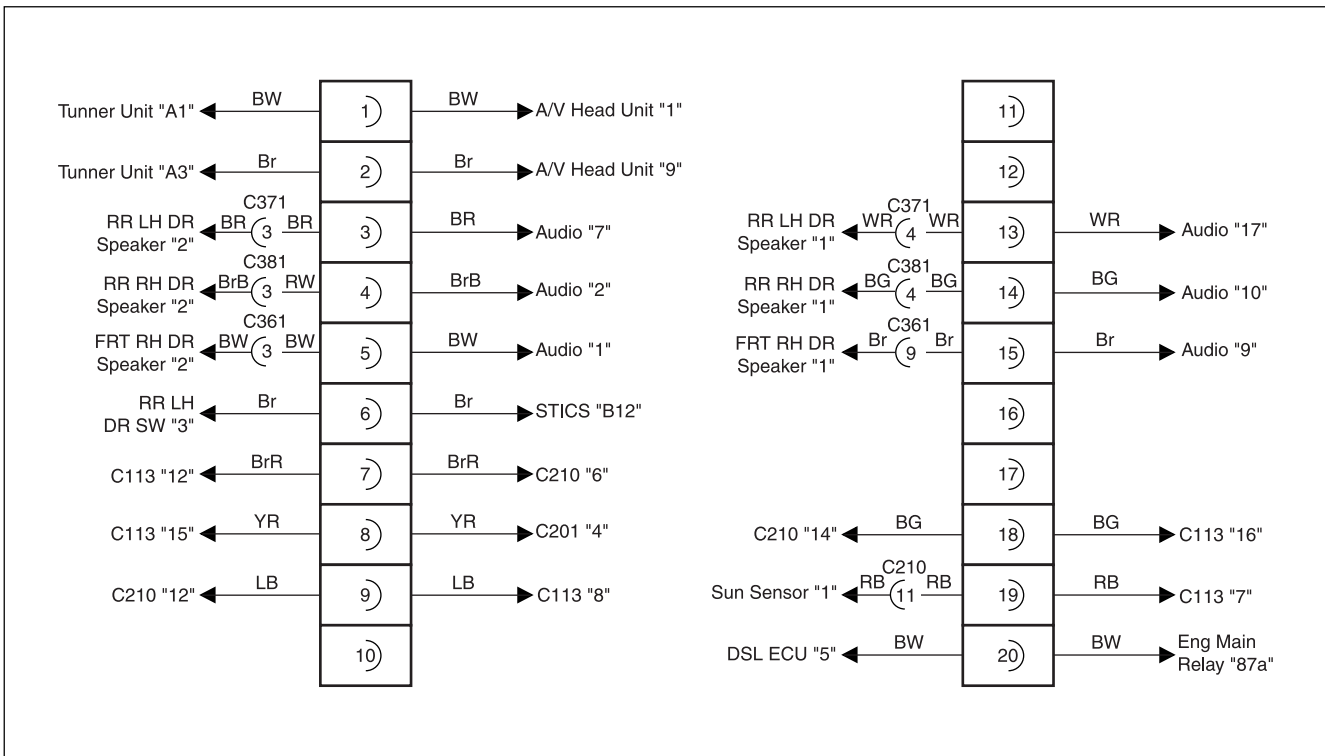 Tunner Unit "A1" BW 1 BW A/V Head Unit "1"
Tunner Unit "A3" Br 2 Br A/V Head Unit "9"
C371
RR LH DR BR 3 BR 3 BR Audio "7"
Speaker "2"
C381
RR RH DR BrB 3 RW 4 BrB Audio "2"
Speaker "2"
C361
FRT RH DR BW 3 BW 5 BW Audio "1"
Speaker "2"
RR LH Br 6 Br STICS "B12"
DR SW "3"
C113 "12" BrR 7 BrR C210 "6"
C113 "15" YR 8 YR C201 "4"
C210 "12" LB 9 LB C113 "8"
10
11
12
C371
RR LH DR WR 4 WR 13 WR Audio "17"
Speaker "1"
C381
RR RH DR BG 4 BG 14 BG Audio "10"
Speaker "1"
C361
FRT RH DR Br 9 Br 15 Br Audio "9"
Speaker "1"
16
17
C210 "14" BG 18 BG C113 "16"
C210
Sun Sensor "1" RB 11 RB 19 RB C113 "7"
DSL ECU "5" BW 20 BW Eng Main
Relay "87a"